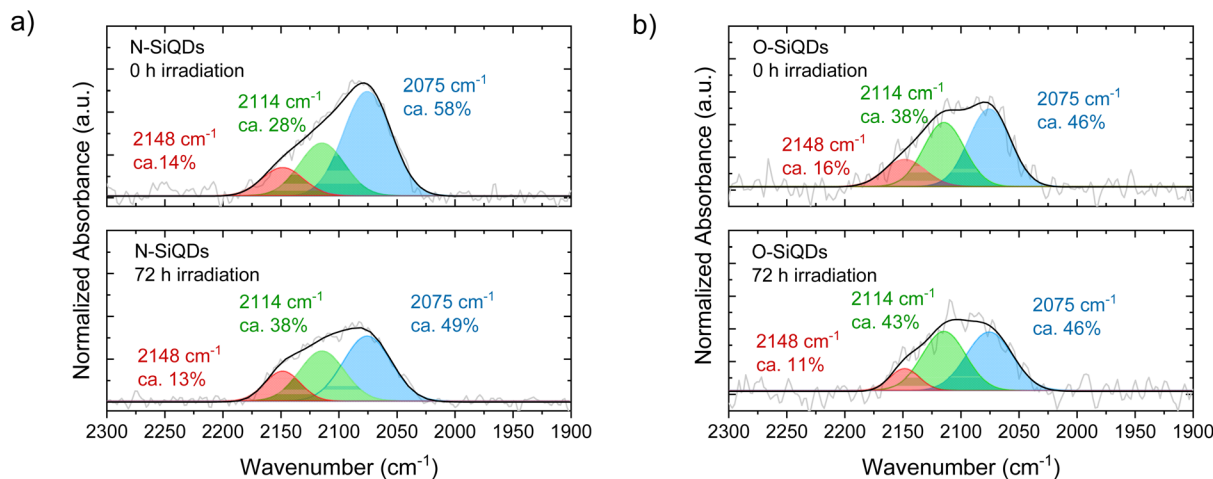 a)
Normalized Absorbance (a.u.)
N-SiQDs
0 h irradiation
2148 cm⁻¹
ca.14%
2114 cm⁻¹
ca. 28%
2075 cm⁻¹
ca. 58%
N-SiQDs
72 h irradiation
2148 cm⁻¹
ca. 13%
2114 cm⁻¹
ca. 38%
2075 cm⁻¹
ca. 49%
2300 2250 2200 2150 2100 2050 2000 1950 1900
Wavenumber (cm⁻¹)
b)
Normalized Absorbance (a.u.)
O-SiQDs
0 h irradiation
2148 cm⁻¹
ca. 16%
2114 cm⁻¹
ca. 38%
2075 cm⁻¹
ca. 46%
O-SiQDs
72 h irradiation
2148 cm⁻¹
ca. 11%
2114 cm⁻¹
ca. 43%
2075 cm⁻¹
ca. 46%
2300 2250 2200 2150 2100 2050 2000 1950 1900
Wavenumber (cm⁻¹)